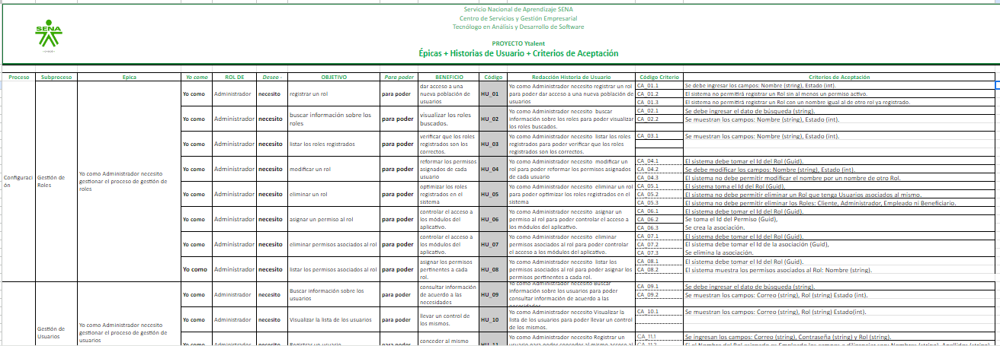 Servicio Nacional de Aprendizaje SENA
Centro de Servicios y Gestión Empresarial
Tecnólogo en Análisis y Desarrollo de Software
SENA
PROYECTO Ytalent
Épicas + Historias de Usuario + Criterios de Aceptación
Proceso Subproceso Epica Yo como ROL DE Deseo - OBJETIVO Para poder BENEFICIO Código Redacción Historia de Usuario Código Criterio Criterios de Aceptación
Configuraci
ón
Gestión de
Roles
Yo como Administrador necesito
gestionar el proceso de gestión de
roles
Yo como Administrador necesito registrar un rol para poder
dar acceso a una
nueva población de
usuarios
HU_01
Yo como Administrador necesito registrar un rol
para poder dar acceso a una nueva población de
usuarios
CA_01.1 Se debe ingresar los campos: Nombre (string), Estado (int).
CA_01.2 El sistema no permitirá registrar un Rol sin al menos un permiso activo.
CA_01.3 El sistema no permitirá registrar un Rol con un nombre igual al de otro rol ya registrado.
Yo como Administrador necesito
buscar información sobre los
roles
para poder
visualizar los roles
buscados.
HU_02
Yo como Administrador necesito buscar
información sobre los roles para poder visualizar
los roles buscados.
CA_02.1 Se debe ingresar el dato de búsqueda (string).
CA_02.2 Se muestran los campos: Nombre (string), Estado (int).
Yo como Administrador necesito listar los roles registrados para poder
verificar que los roles
registrados son los
correctos.
HU_03
Yo como Administrador necesito listar los roles
registrados para poder verificar que los roles
registrados son los correctos.
CA_03.1 Se muestran los campos: Nombre (string), Estado (int).
Yo como Administrador necesito modificar un rol para poder
reformar los permisos
asignados de cada
usuario
HU_04
Yo como Administrador necesito modificar un
rol para poder reformar los permisos asignados
de cada usuario
CA_04.1 El sistema debe tomar el Id del Rol (Guid).
CA_04.2 Se debe modificar los campos: Nombre (string), Estado (int).
CA_04.3 El sistema no debe permitir modificar el nombre por un nombre de otro Rol.
Yo como Administrador necesito eliminar un rol para poder
optimizar los roles
registrados en el
sistema
HU_05
Yo como Administrador necesito eliminar un rol
para poder optimizar los roles registrados en el
sistema
CA_05.1 El sistema toma el Id del Rol (Guid),
CA_05.2 El sistema no debe permitir eliminar un Rol que tenga Usuarios asociados al mismo.
CA_05.3 El sistema no debe permitir eliminar los Roles: Cliente, Administrador, Empleado ni Beneficiario.
Yo como Administrador necesito asignar un permiso al rol para poder
controlar el acceso a
los módulos del
aplicativo.
HU_06
Yo como Administrador necesito asignar un
permiso al rol para poder controlar el acceso a
los módulos del aplicativo.
CA_06.1 El sistema debe tomar el Id del Rol (Guid).
CA_06.2 Se toma el Id del Permiso (Guid),
CA_06.3 Se crea la asociación.
Yo como Administrador necesito eliminar permisos asociados al rol para poder
controlar el acceso a
los módulos del
aplicativo.
HU_07
Yo como Administrador necesito eliminar
permisos asociados al rol para poder controlar
el acceso a los módulos del aplicativo.
CA_07.1 El sistema debe tomar el Id del Rol (Guid).
CA_07.2 El sistema debe tomar el Id de la asociación (Guid),
CA_07.3 Se elimina la asociación.
Yo como Administrador necesito listar los permisos asociados al rol para poder
asignar los permisos
pertinentes a cada
rol.
HU_08
Yo como Administrador necesito listar los
permisos asociados al rol para poder asignar los
permisos pertinentes a cada rol.
CA_08.1 El sistema debe tomar el Id del Rol (Guid).
CA_08.2 El sistema muestra los permisos asociados al Rol: Nombre (string).
Gestión de
Usuarios
Yo como Administrador necesito
gestionar el proceso de gestión de
usuarios
Yo como Administrador necesito
Buscar información sobre los
usuarios
para poder
consultar información
de acuerdo a las
necesidades
HU_09
Yo como Administrador necesito Buscar
información sobre los usuarios para poder
consultar información de acuerdo a las
necesidades
CA_09.1 Se debe ingresar el dato de búsqueda (string).
CA_09.2 Se muestran los campos: Correo (string), Rol (string) Estado(int).
Yo como Administrador necesito Visualizar la lista de los usuarios para poder
llevar un control de
los mismos.
HU_10
Yo como Administrador necesito Visualizar la
lista de los usuarios para poder llevar un control
de los mismos.
CA_10.1 Se muestran los campos: Correo (string), Rol (string) Estado(int).
Yo como Administrador necesito Registrar un usuario para poder
conceder al mismo
HU_11
Yo como Administrador necesito Registrar un
usuario para poder conceder al mismo acceso al
CA_11.1 Se ingresan los campos: Correo (string), Contraseña (string) y Rol (string).
CA_11.2